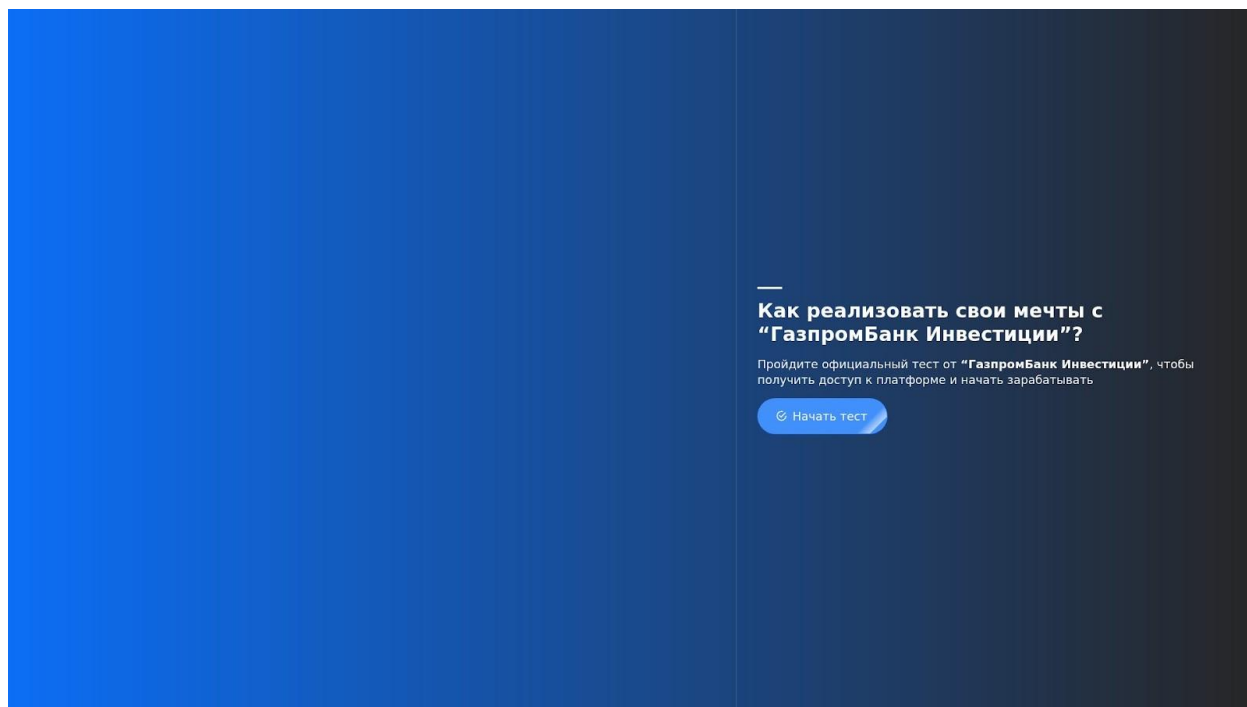 Как реализовать свои мечты с
“ГазпромБанк Инвестиции”?
Пройдите официальный тест от “ГазпромБанк Инвестиции”, чтобы
получить доступ к платформе и начать зарабатывать
Начать тест